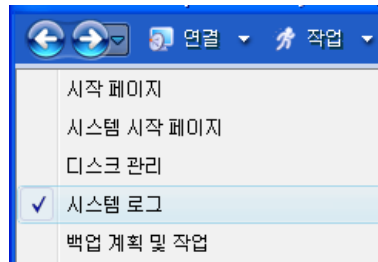 연결 작업
시작 페이지
시스템 시작 페이지
디스크 관리
시스템 로그
백업 계획 및 작업